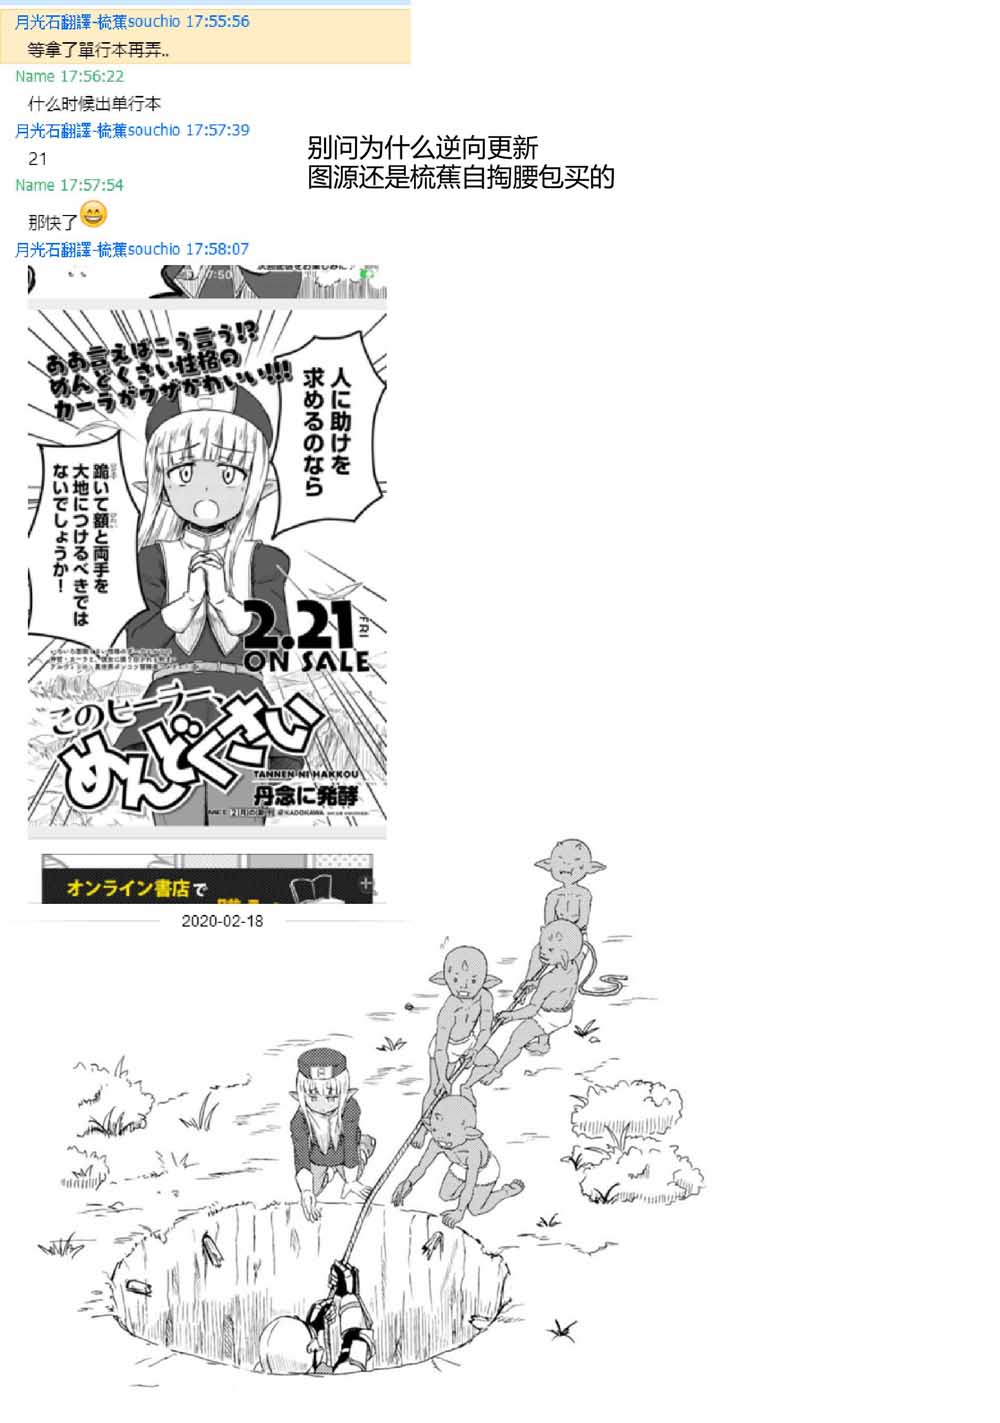 月光石翻譯-梳蕉souchio 17:55:56
等拿了單行本再弄..
Name 17:56:22
什么时候出单行本
月光石翻譯-梳蕉souchio 17:57:39
21
Name 17:57:54
那快了
月光石翻譯-梳蕉souchio 17:58:07
别问为什么逆向更新
图源还是梳蕉自掏腰包买的
7:50
ああ言えばこう言う!?
めんどくさい性格の
カーラがウザかわいい!!!
人に助けを
求めるのなら
跪いて額と両手を
大地につけるべきでは
ないでしょうか!
2.21 FRI
ON SALE
このヒーラー、
めんどくさい
TANNEN NI HAKKOU
丹念に発酵
©KADOKAWA
オンライン書店で
2020-02-18